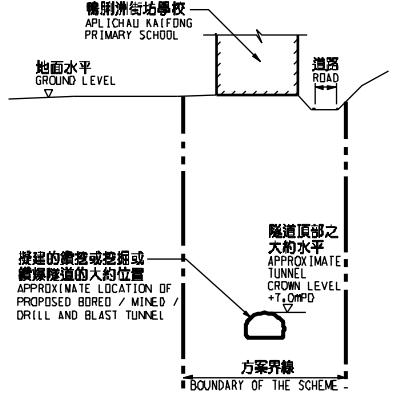 鴨脷洲街坊學校
APLICHAU KAIFONG
PRIMARY SCHOOL
地面水平
GROUND LEVEL
道路
ROAD
隧道頂部之
大約水平
APPROXIMATE
TUNNEL
CROWN LEVEL
+7.0mPD
擬建的鑽挖或挖掘或
鑽爆隧道的大約位置
APPROXIMATE LOCATION OF
PROPOSED BORED / MINED /
DRILL AND BLAST TUNNEL
方案界線
BOUNDARY OF THE SCHEME